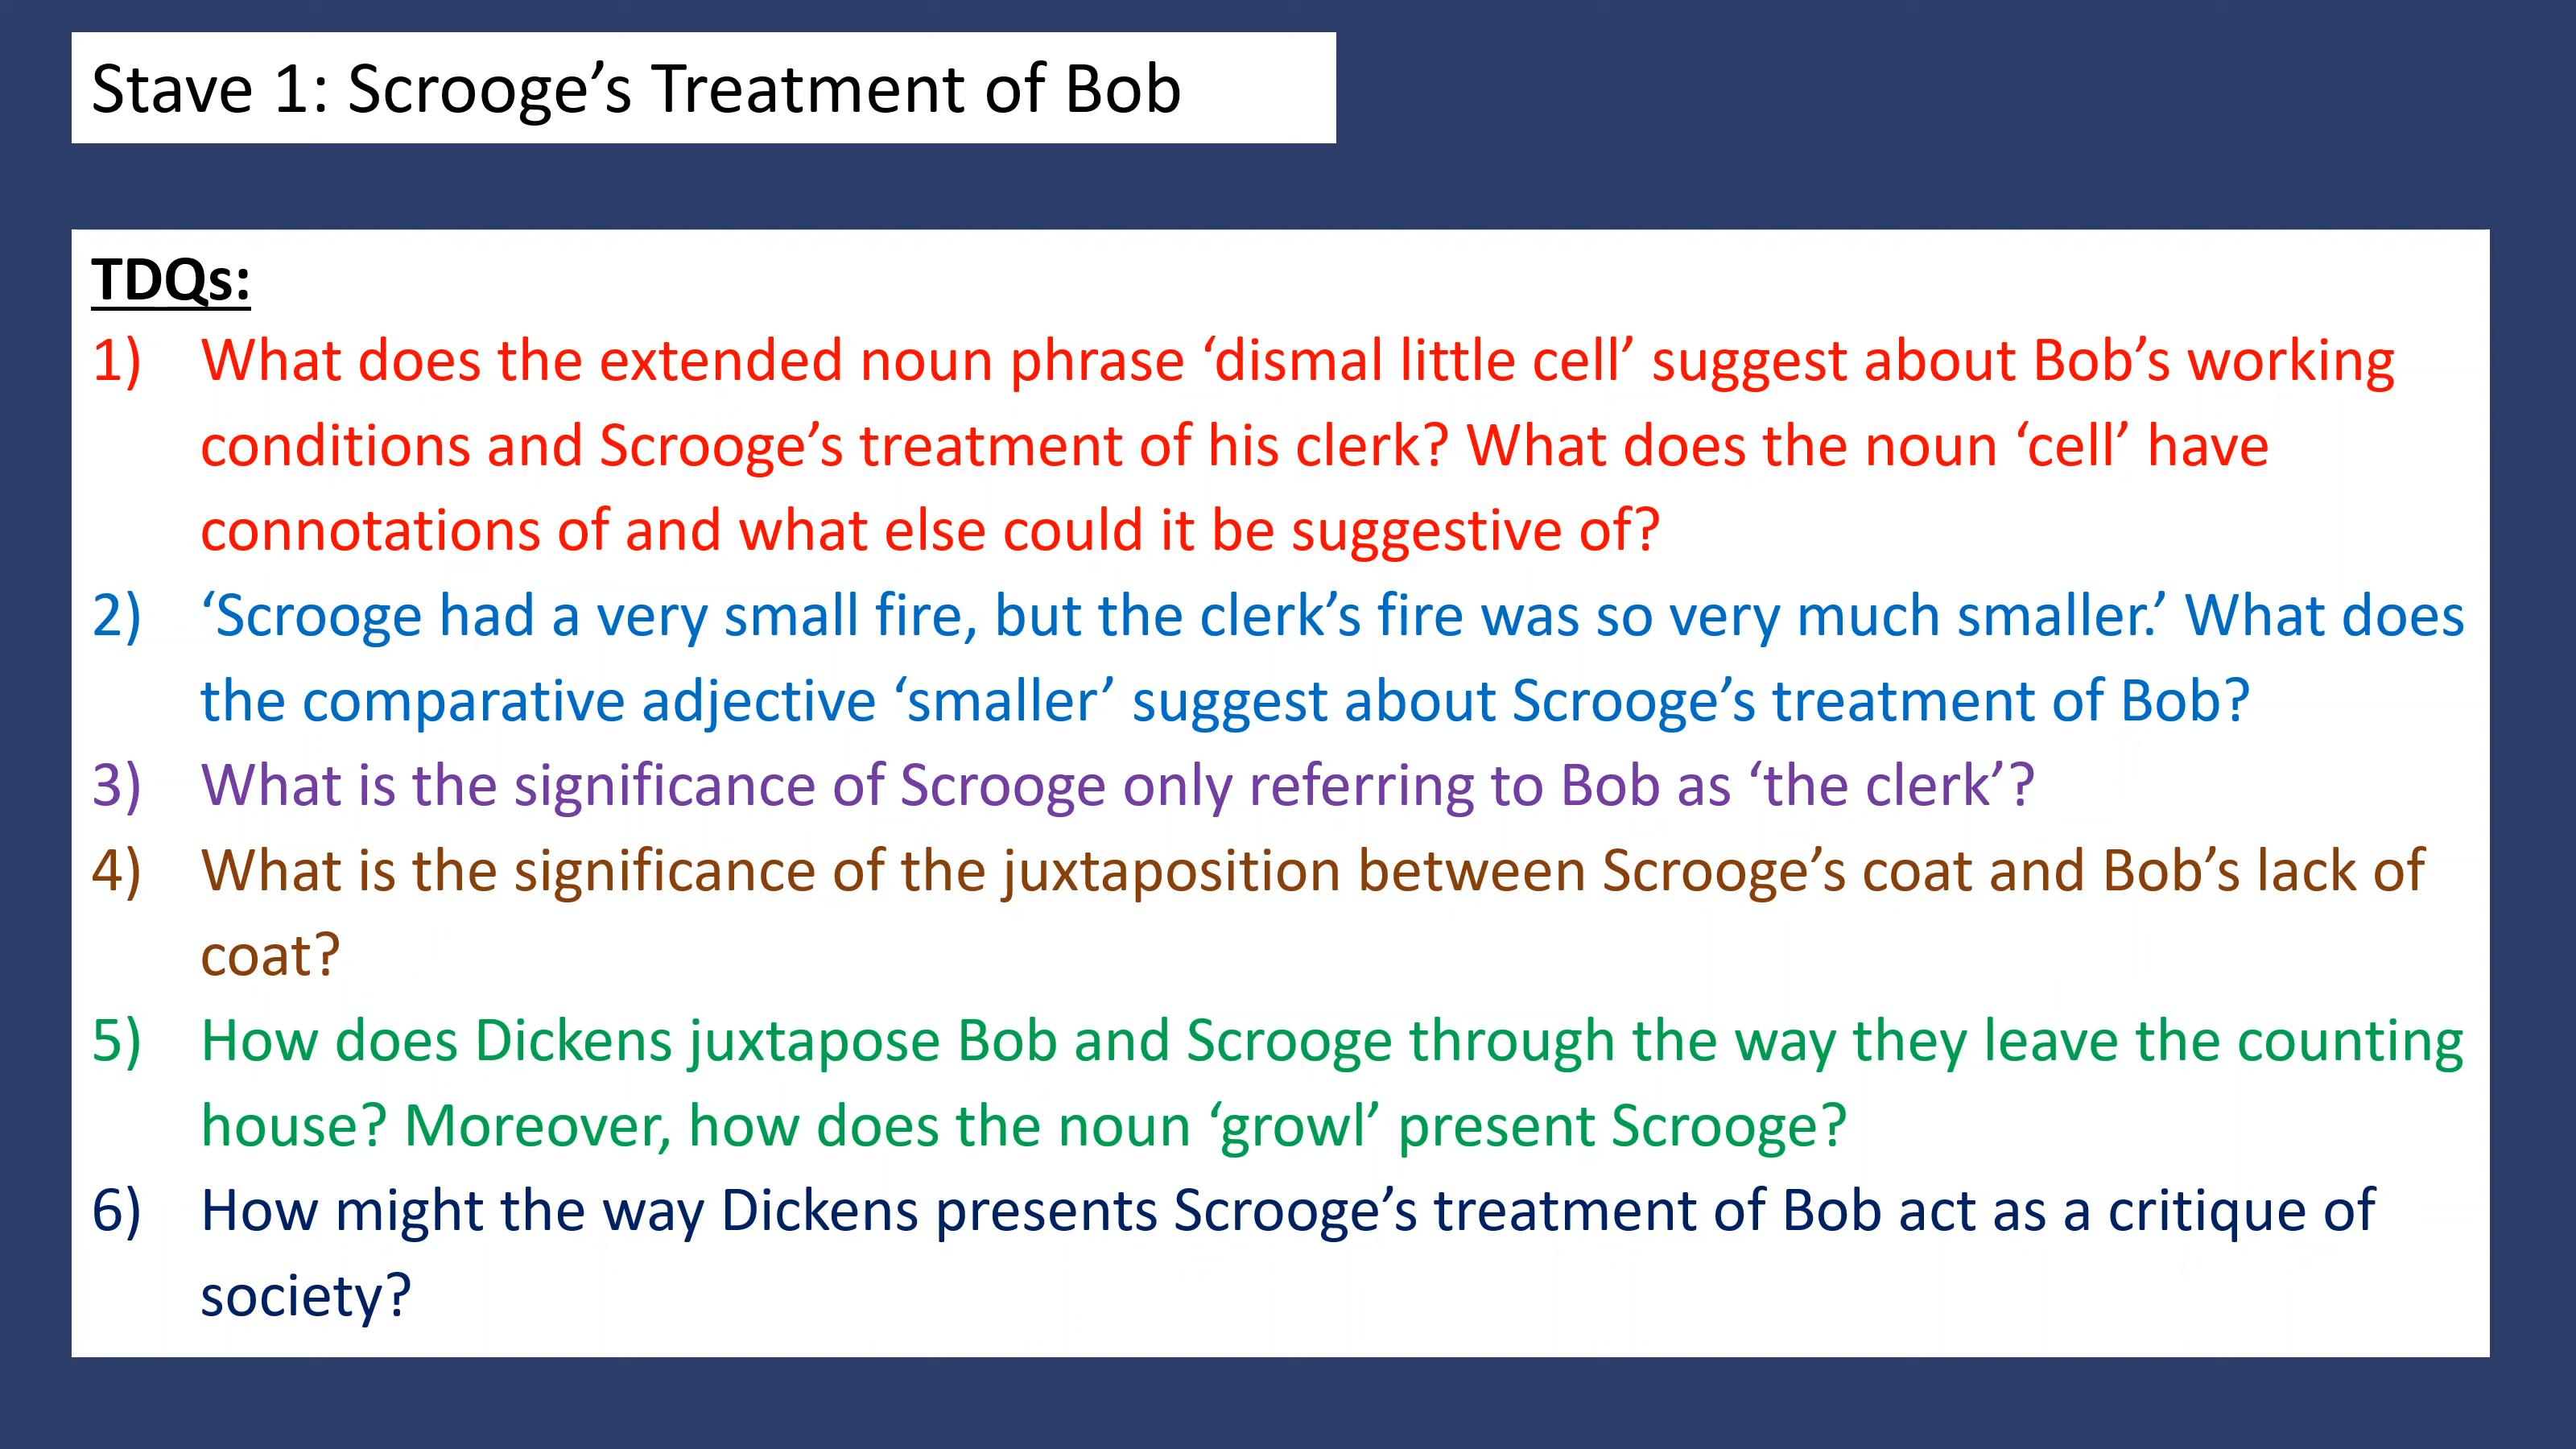 Stave 1: Scrooge’s Treatment of Bob
TDQs:
1) What does the extended noun phrase ‘dismal little cell’ suggest about Bob’s working
conditions and Scrooge’s treatment of his clerk? What does the noun ‘cell’ have
connotations of and what else could it be suggestive of?
2) ‘Scrooge had a very small fire, but the clerk’s fire was so very much smaller.’ What does
the comparative adjective ‘smaller’ suggest about Scrooge’s treatment of Bob?
3) What is the significance of Scrooge only referring to Bob as ‘the clerk’?
4) What is the significance of the juxtaposition between Scrooge’s coat and Bob’s lack of
coat?
5) How does Dickens juxtapose Bob and Scrooge through the way they leave the counting
house? Moreover, how does the noun ‘growl’ present Scrooge?
6) How might the way Dickens presents Scrooge’s treatment of Bob act as a critique of
society?